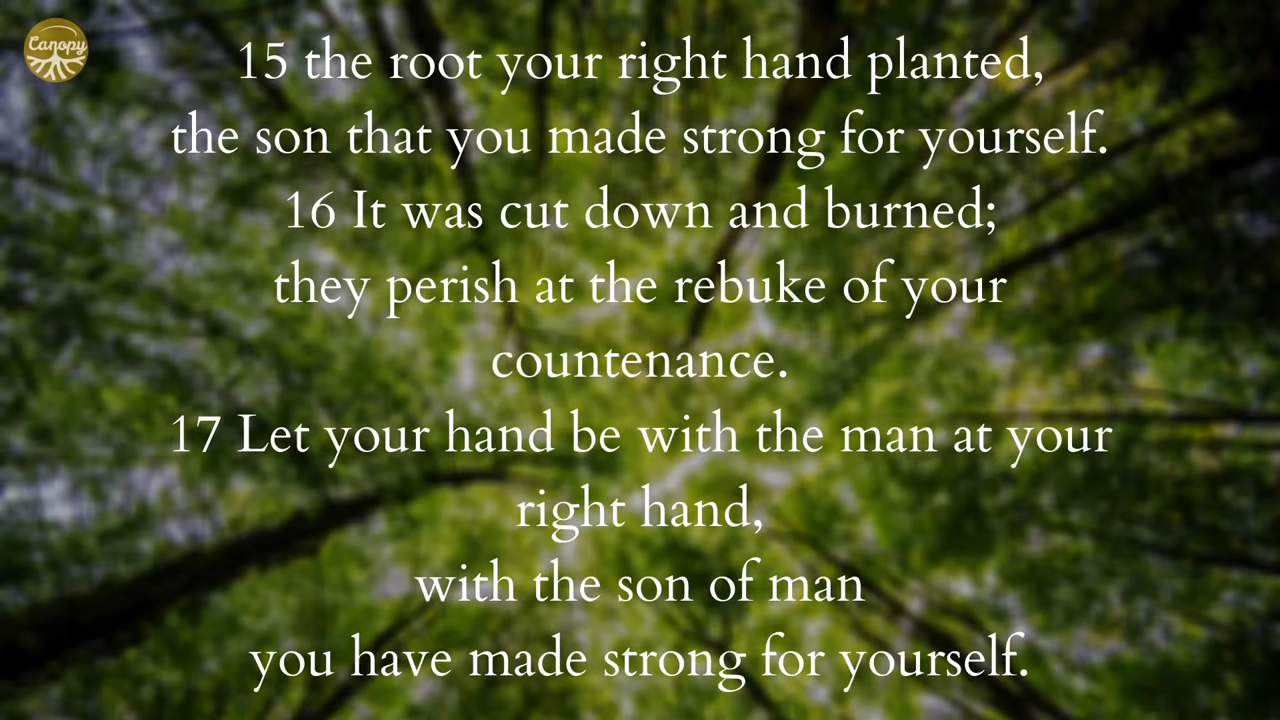 Canopy
15 the root your right hand planted,
the son that you made strong for yourself.
16 It was cut down and burned;
they perish at the rebuke of your
countenance.
17 Let your hand be with the man at your
right hand,
with the son of man
you have made strong for yourself.